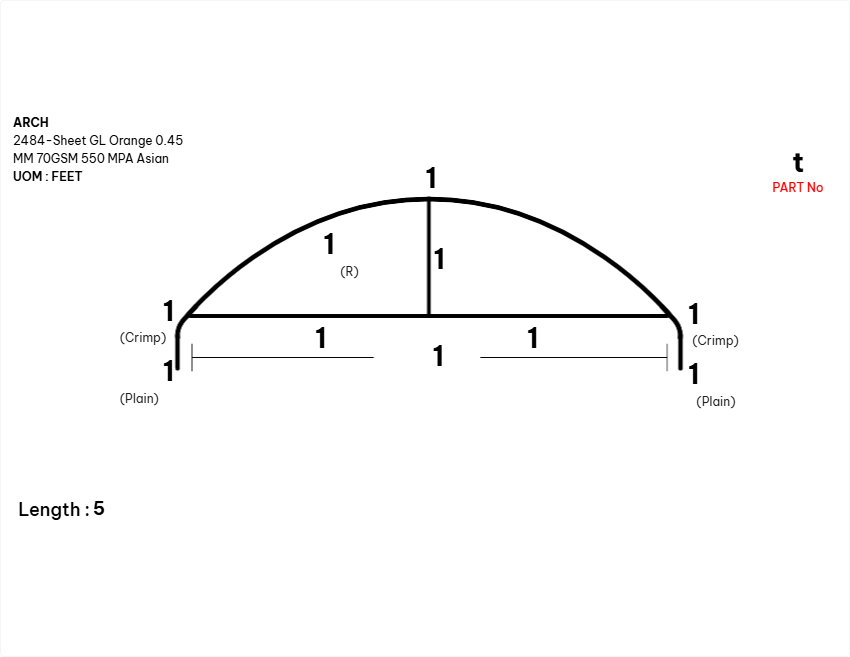 ARCH
2484-Sheet GL Orange 0.45
MM 70GSM 550 MPA Asian
UOM : FEET
t
PART No
1
1
(R)
1
1
(Crimp)
1
(Plain)
1
(Crimp)
1
(Plain)
1
1
1
Length : 5